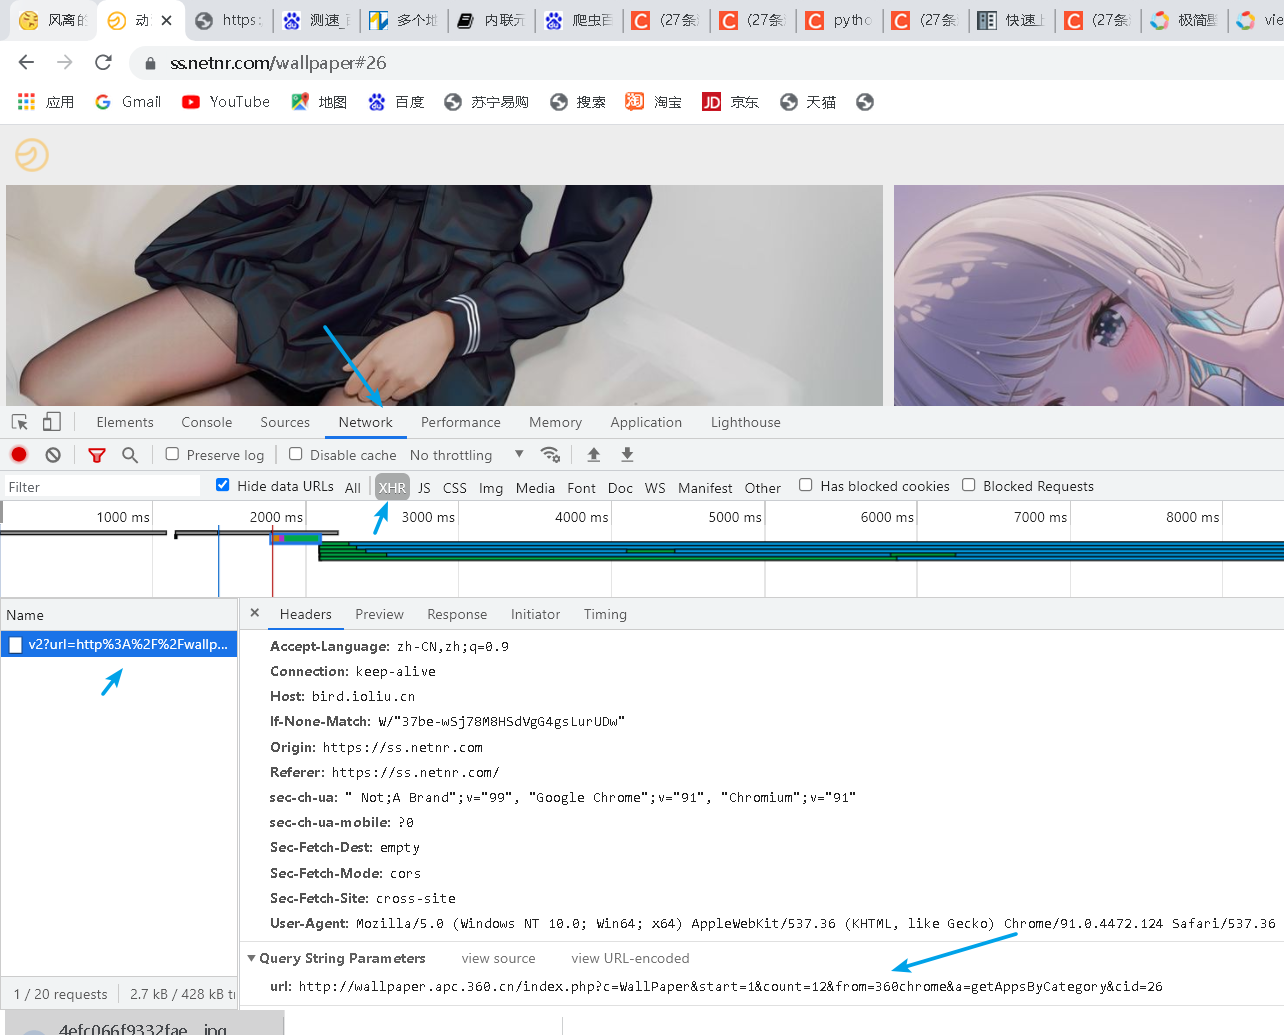 风离的 动 https: 测速_ 多个地 内联元 爬虫百 (27条 (27条 pytho (27条 快速上 (27条 极简壁 vie
ss.netnr.com/wallpaper#26
应用 Gmail YouTube 地图 百度 苏宁易购 搜索 淘宝 JD 京东 天猫
Elements Console Sources Network Performance Memory Application Lighthouse
Preserve log Disable cache No throttling
Filter Hide data URLs All XHR JS CSS Img Media Font Doc WS Manifest Other Has blocked cookies Blocked Requests
1000 ms 2000 ms 3000 ms 4000 ms 5000 ms 6000 ms 7000 ms 8000 ms
Name Headers Preview Response Initiator Timing
v2?url=http%3A%2F%2Fwallp...
Accept-Language: zh-CN,zh;q=0.9
Connection: keep-alive
Host: bird.ioliu.cn
If-None-Match: W/"37be-wSj78M8HSdVgG4gsLurUDw"
Origin: https://ss.netnr.com
Referer: https://ss.netnr.com/
sec-ch-ua: " Not;A Brand";v="99", "Google Chrome";v="91", "Chromium";v="91"
sec-ch-ua-mobile: ?0
Sec-Fetch-Dest: empty
Sec-Fetch-Mode: cors
Sec-Fetch-Site: cross-site
User-Agent: Mozilla/5.0 (Windows NT 10.0; Win64; x64) AppleWebKit/537.36 (KHTML, like Gecko) Chrome/91.0.4472.124 Safari/537.36
Query String Parameters view source view URL-encoded
url: http://wallpaper.apc.360.cn/index.php?c=WallPaper&start=1&count=12&from=360chrome&a=getAppsByCategory&cid=26
1 / 20 requests 2.7 kB / 428 kB tr
4efc066f9332fae....jpg